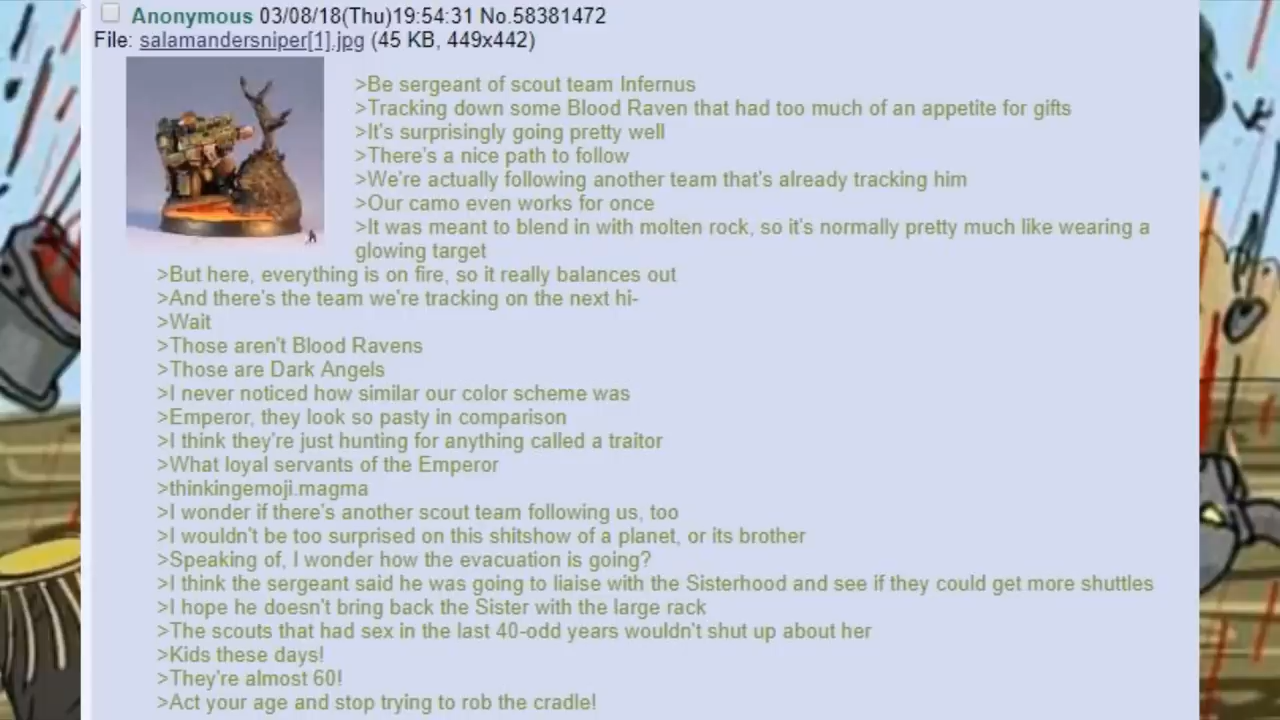 Anonymous 03/08/18(Thu)19:54:31 No.58381472
File: salamandersniper[1].jpg (45 KB, 449x442)
>Be sergeant of scout team Infernus
>Tracking down some Blood Raven that had too much of an appetite for gifts
>It's surprisingly going pretty well
>There's a nice path to follow
>We're actually following another team that's already tracking him
>Our camo even works for once
>It was meant to blend in with molten rock, so it's normally pretty much like wearing a
glowing target
>But here, everything is on fire, so it really balances out
>And there's the team we're tracking on the next hi-
>Wait
>Those aren't Blood Ravens
>Those are Dark Angels
>I never noticed how similar our color scheme was
>Emperor, they look so pasty in comparison
>I think they're just hunting for anything called a traitor
>What loyal servants of the Emperor
>thinkingemoji.magma
>I wonder if there's another scout team following us, too
>I wouldn't be too surprised on this shitshow of a planet, or its brother
>Speaking of, I wonder how the evacuation is going?
>I think the sergeant said he was going to liaise with the Sisterhood and see if they could get more shuttles
>I hope he doesn't bring back the Sister with the large rack
>The scouts that had sex in the last 40-odd years wouldn't shut up about her
>Kids these days!
>They're almost 60!
>Act your age and stop trying to rob the cradle!